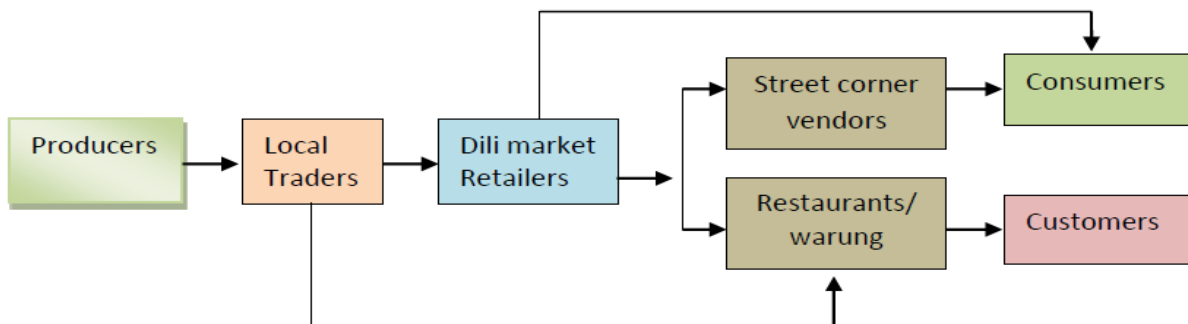 Producers
Local
Traders
Dili market
Retailers
Street corner
vendors
Restaurants/
warung
Consumers
Customers